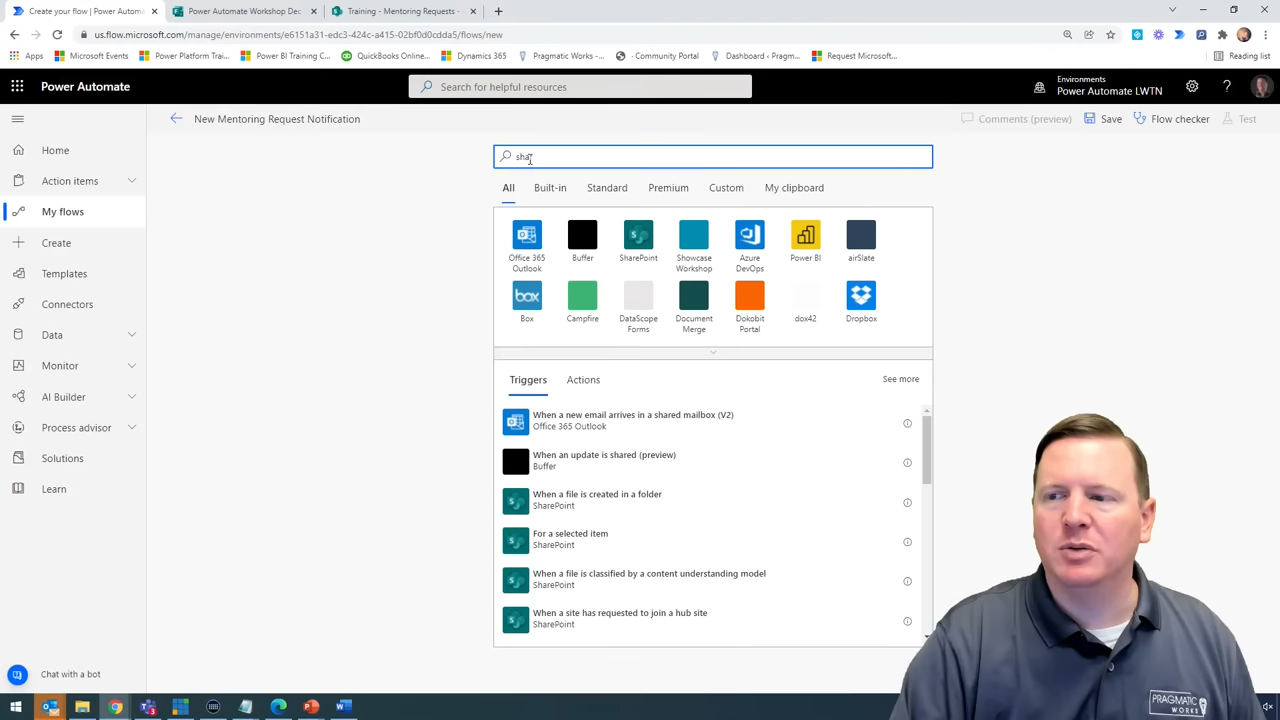 Create your flow | Power Automat
Power Automate Workshop Dec
Training - Mentoring Requests -
us.flow.microsoft.com/manage/environments/e6151a31-edc3-424c-a415-02bf0d0cdda5/flows/new
Apps
Microsoft Events
Power Platform Trai...
Power BI Training C...
QuickBooks Online...
Dynamics 365
Pragmatic Works -...
- Community Portal
Dashboard ‹ Pragm...
Request Microsoft...
Reading list
Power Automate
Search for helpful resources
Environments
Power Automate LWTN
New Mentoring Request Notification
Comments (preview)
Save
Flow checker
Test
Home
Action items
My flows
Create
Templates
Connectors
Data
Monitor
AI Builder
Process advisor
Solutions
Learn
Chat with a bot
sha
All
Built-in
Standard
Premium
Custom
My clipboard
Office 365 Outlook
Buffer
SharePoint
Showcase Workshop
Azure DevOps
Power BI
airSlate
box
Box
Campfire
DataScope Forms
Document Merge
Dokobit Portal
dox42
Dropbox
Triggers
Actions
See more
When a new email arrives in a shared mailbox (V2)
Office 365 Outlook
When an update is shared (preview)
Buffer
When a file is created in a folder
SharePoint
For a selected item
SharePoint
When a file is classified by a content understanding model
SharePoint
When a site has requested to join a hub site
SharePoint
PRAGMATIC
WORKS